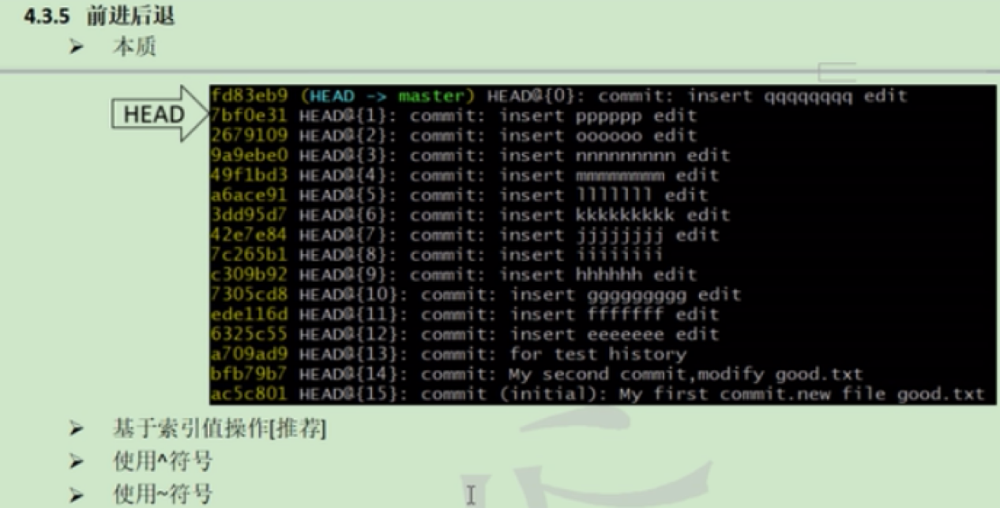 4.3.5 前进后退
➤ 本质
HEAD
fd83eb9 (HEAD -> master) HEAD@{0}: commit: insert qqqqqqqq edit
7bf0e31 HEAD@{1}: commit: insert pppppp edit
2679109 HEAD@{2}: commit: insert oooooo edit
9a9ebe0 HEAD@{3}: commit: insert nnnnnnnnn edit
49f1bd3 HEAD@{4}: commit: insert mmmmmmmm edit
a6ace91 HEAD@{5}: commit: insert lllllll edit
3dd95d7 HEAD@{6}: commit: insert kkkkkkkkk edit
42e7e84 HEAD@{7}: commit: insert jjjjjjjj edit
7c265b1 HEAD@{8}: commit: insert iiiiiiii
c309b92 HEAD@{9}: commit: insert hhhhhh edit
7305cd8 HEAD@{10}: commit: insert ggggggggg edit
ede116d HEAD@{11}: commit: insert fffffff edit
6325c55 HEAD@{12}: commit: insert eeeeeee edit
a709ad9 HEAD@{13}: commit: for test history
bfb79b7 HEAD@{14}: commit: My second commit,modify good.txt
ac5c801 HEAD@{15}: commit (initial): My first commit.new file good.txt
➤ 基于索引值操作[推荐]
➤ 使用^符号
➤ 使用~符号